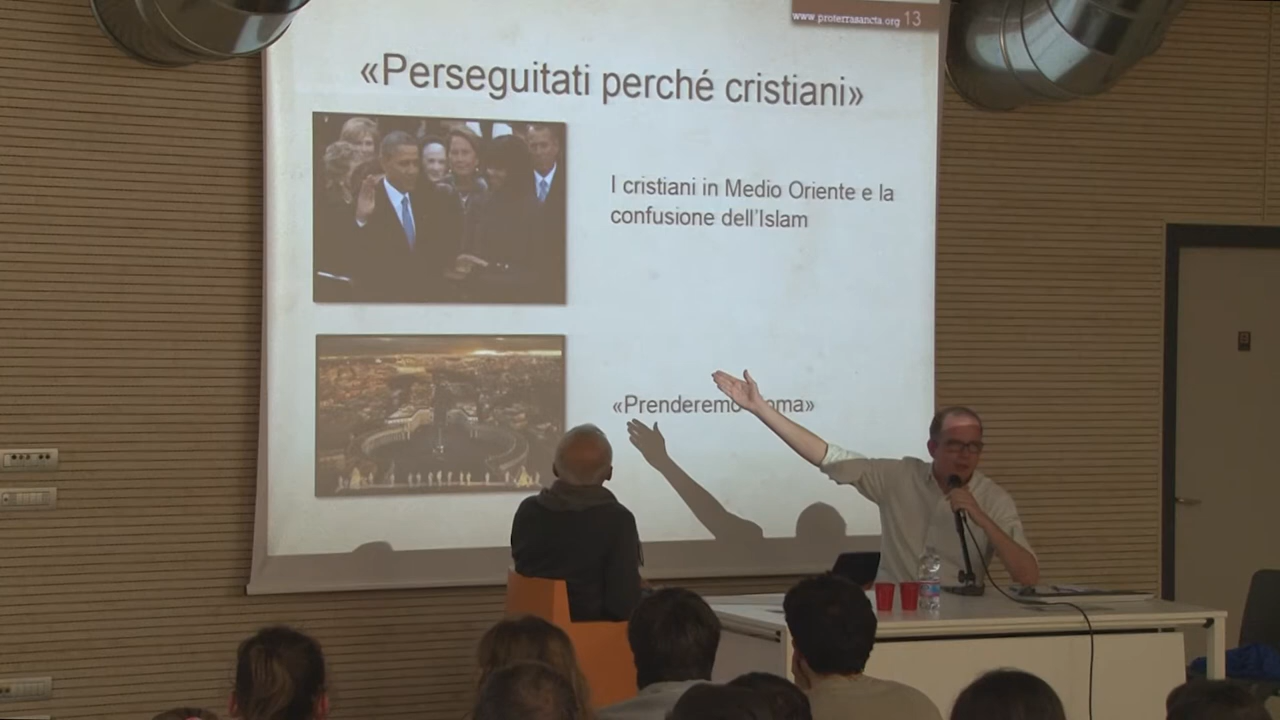 www.proterrasancta.org 13
«Perseguitati perché cristiani»
I cristiani in Medio Oriente e la
confusione dell'Islam
«Prenderemo